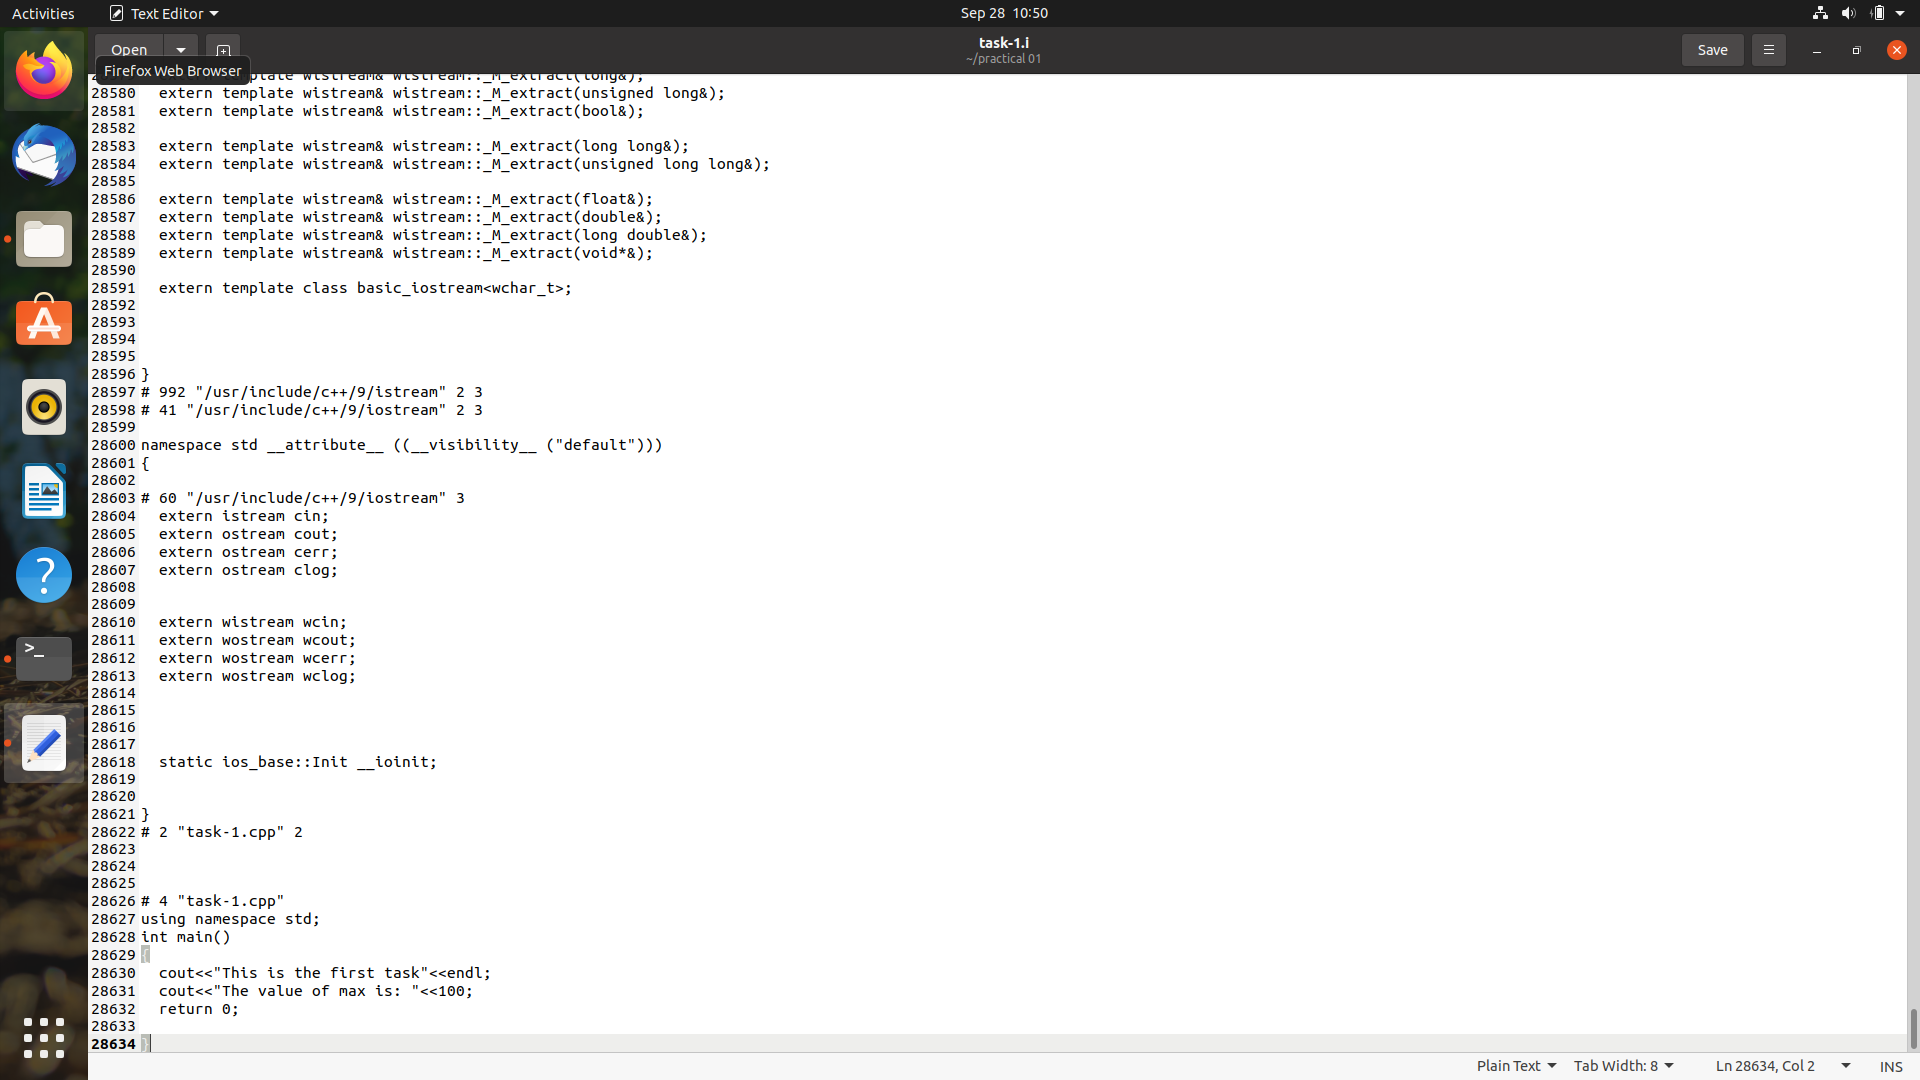 Activities
Text Editor
Sep 28 10:50
Open
task-1.i
~/practical 01
Save
Firefox Web Browser
template wistream& wistream::_M_extract(long&);
28580 extern template wistream& wistream::_M_extract(unsigned long&);
28581 extern template wistream& wistream::_M_extract(bool&);
28582
28583 extern template wistream& wistream::_M_extract(long long&);
28584 extern template wistream& wistream::_M_extract(unsigned long long&);
28585
28586 extern template wistream& wistream::_M_extract(float&);
28587 extern template wistream& wistream::_M_extract(double&);
28588 extern template wistream& wistream::_M_extract(long double&);
28589 extern template wistream& wistream::_M_extract(void*&);
28590
28591 extern template class basic_iostream<wchar_t>;
28592
28593
28594
28595
28596 }
28597 # 992 "/usr/include/c++/9/istream" 2 3
28598 # 41 "/usr/include/c++/9/iostream" 2 3
28599
28600 namespace std __attribute__ ((__visibility__ ("default")))
28601 {
28602
28603 # 60 "/usr/include/c++/9/iostream" 3
28604 extern istream cin;
28605 extern ostream cout;
28606 extern ostream cerr;
28607 extern ostream clog;
28608
28609
28610 extern wistream wcin;
28611 extern wostream wcout;
28612 extern wostream wcerr;
28613 extern wostream wclog;
28614
28615
28616
28617
28618 static ios_base::Init __ioinit;
28619
28620
28621 }
28622 # 2 "task-1.cpp" 2
28623
28624
28625
28626 # 4 "task-1.cpp"
28627 using namespace std;
28628 int main()
28629 {
28630 cout<<"This is the first task"<<endl;
28631 cout<<"The value of max is: "<<100;
28632 return 0;
28633
28634 }
Plain Text
Tab Width: 8
Ln 28634, Col 2
INS